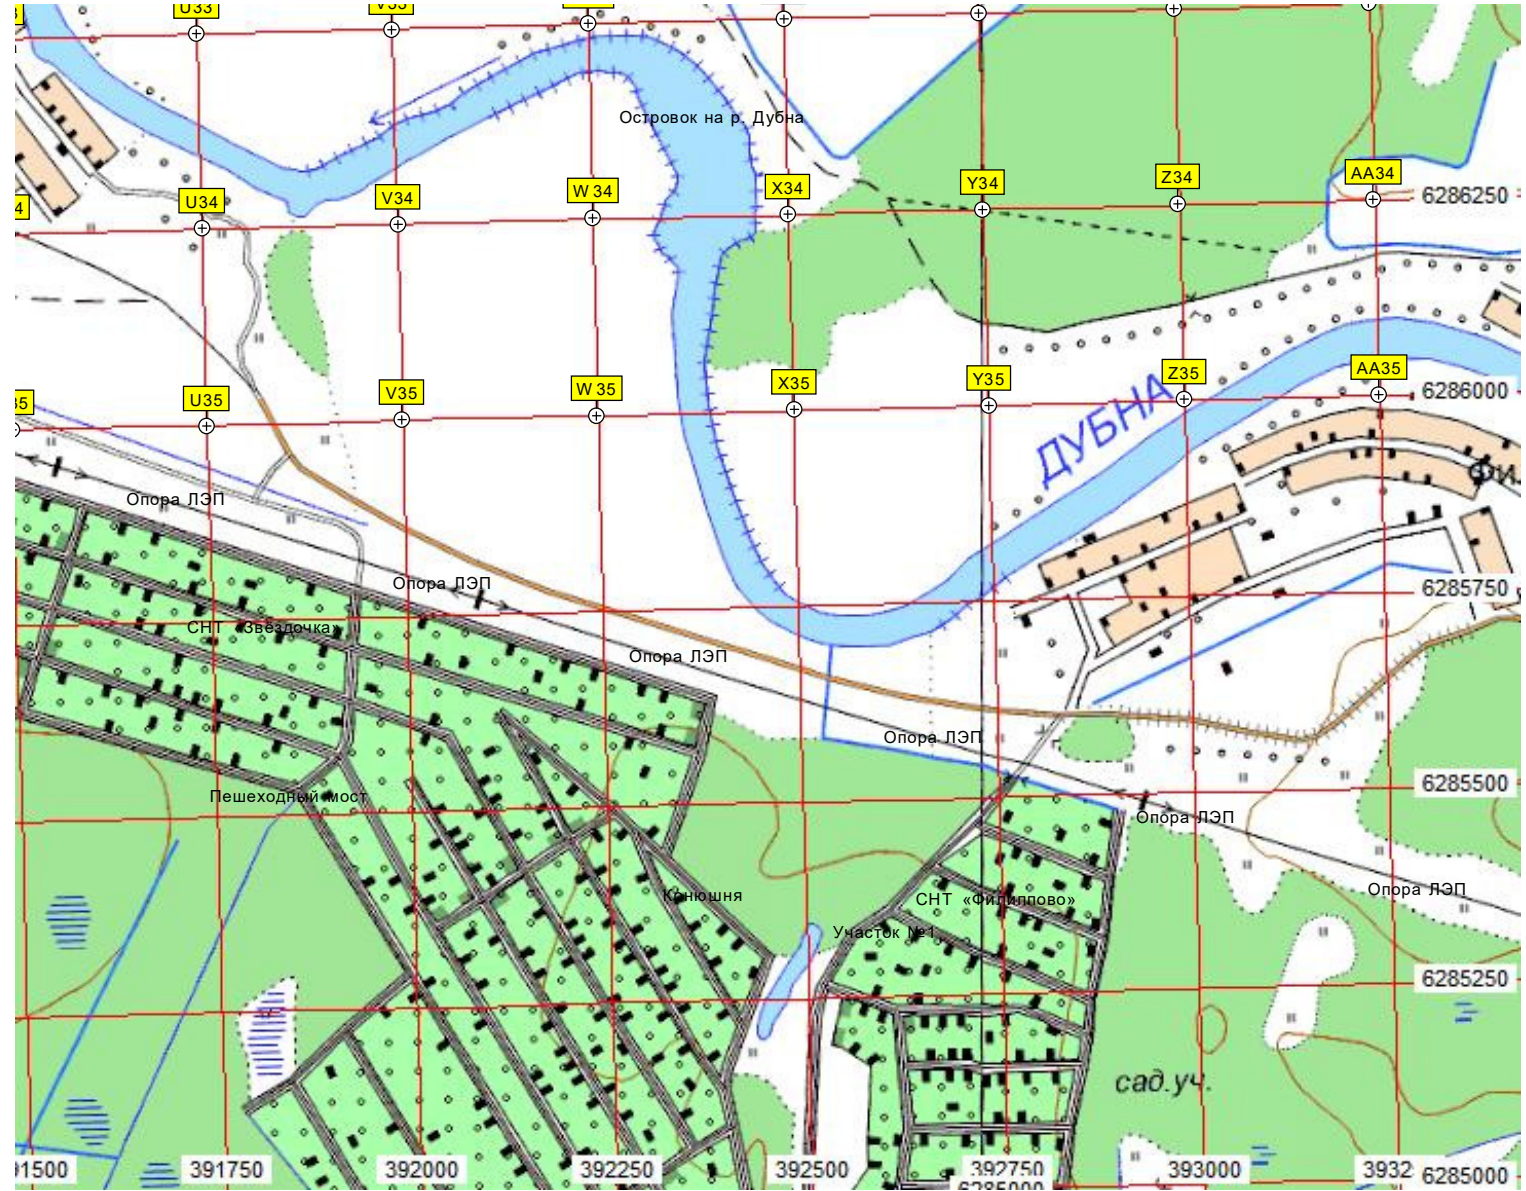 U33
V33
Островок на р. Дубна
U34
V34
W 34
X34
Y34
Z34
AA34
6286250
U35
V35
W 35
X35
Y35
Z35
AA35
6286000
ДУБНА
Опора ЛЭП
Опора ЛЭП
6285750
СНТ «Звёздочка»
Опора ЛЭП
Опора ЛЭП
6285500
Пешеходный мост
Опора ЛЭП
Опора ЛЭП
Конюшня
СНТ «Филиппово»
Участок №1
6285250
сад.уч.
391750
392000
392250
392500
392750
393000
3932
6285000